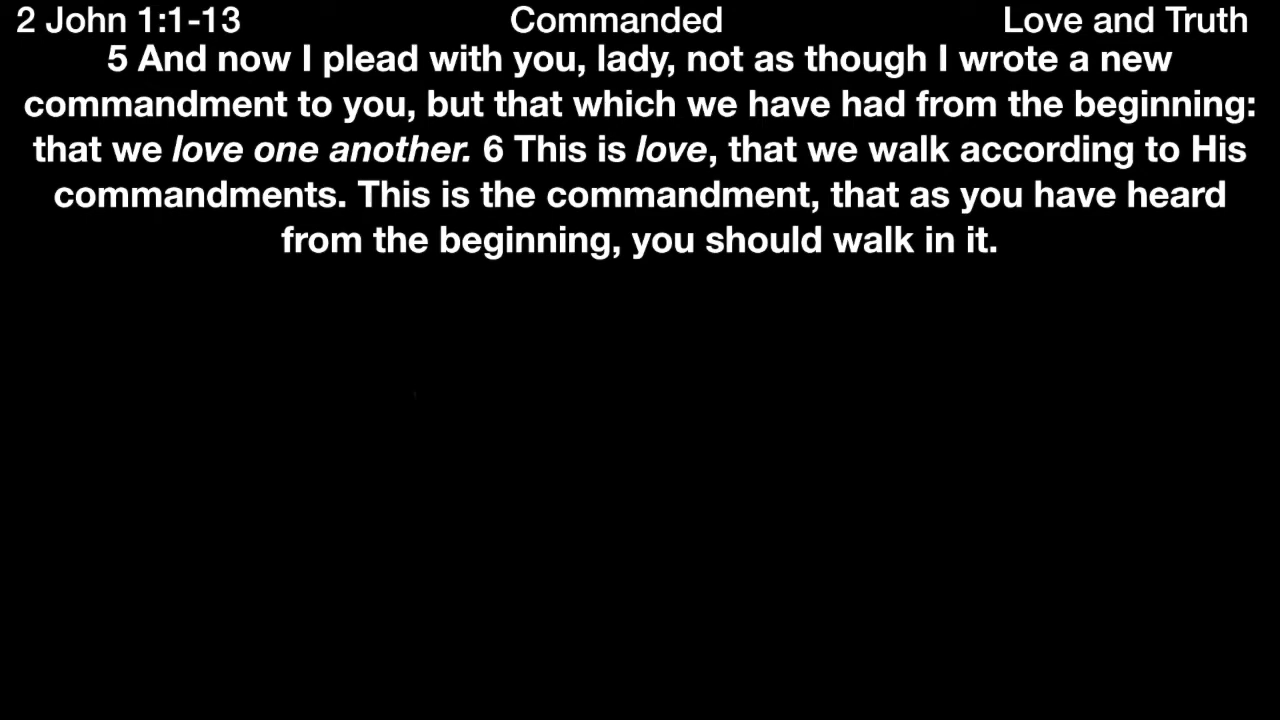 2 John 1:1-13 Commanded Love and Truth
5 And now I plead with you, lady, not as though I wrote a new
commandment to you, but that which we have had from the beginning:
that we love one another. 6 This is love, that we walk according to His
commandments. This is the commandment, that as you have heard
from the beginning, you should walk in it.